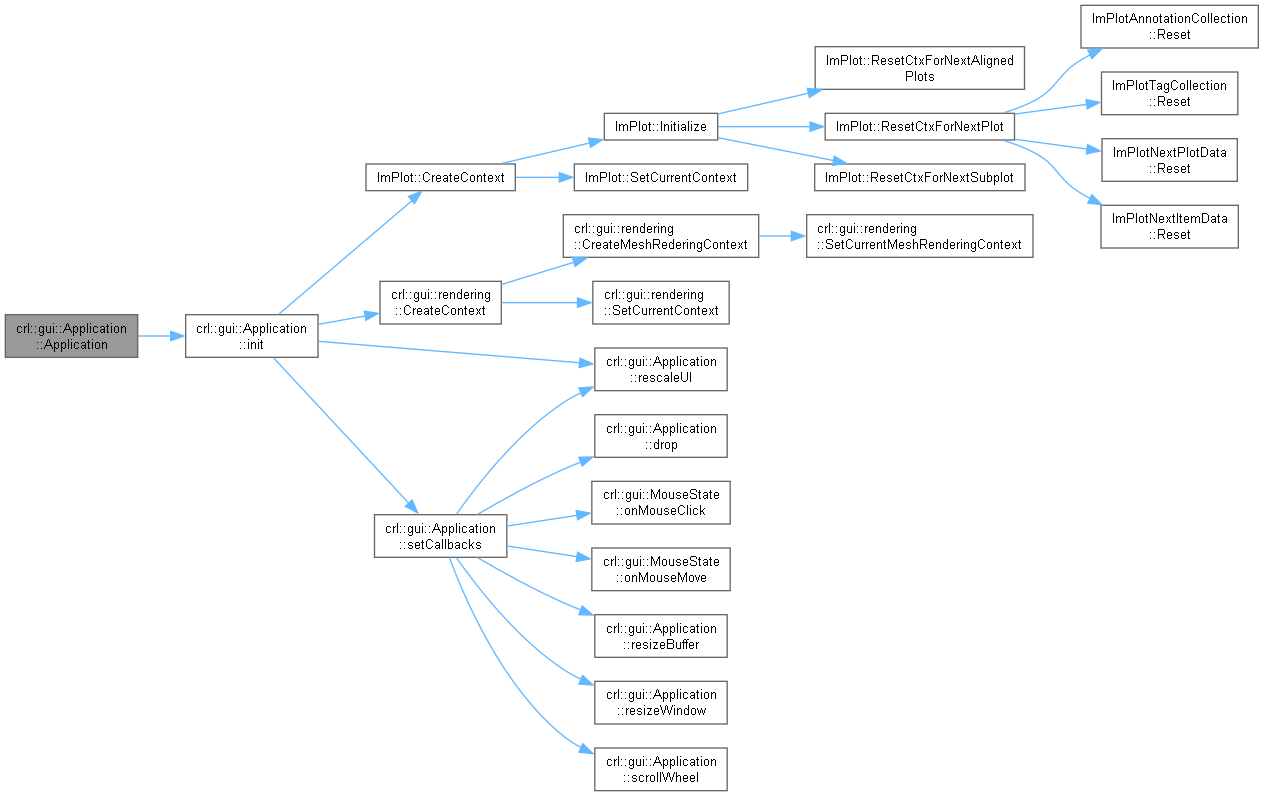 crl::gui::Application
::Application
crl::gui::Application
::init
ImPlot::CreateContext
crl::gui::rendering
::CreateContext
crl::gui::Application
::setCallbacks
ImPlot::Initialize
ImPlot::SetCurrentContext
crl::gui::rendering
::CreateMeshRederingContext
crl::gui::rendering
::SetCurrentContext
crl::gui::Application
::rescaleUI
crl::gui::Application
::drop
crl::gui::MouseState
::onMouseClick
crl::gui::MouseState
::onMouseMove
crl::gui::Application
::resizeBuffer
crl::gui::Application
::resizeWindow
crl::gui::Application
::scrollWheel
ImPlot::ResetCtxForNextAligned
Plots
ImPlot::ResetCtxForNextPlot
ImPlot::ResetCtxForNextSubplot
crl::gui::rendering
::SetCurrentMeshRenderingContext
ImPlotAnnotationCollection
::Reset
ImPlotTagCollection
::Reset
ImPlotNextPlotData
::Reset
ImPlotNextItemData
::Reset